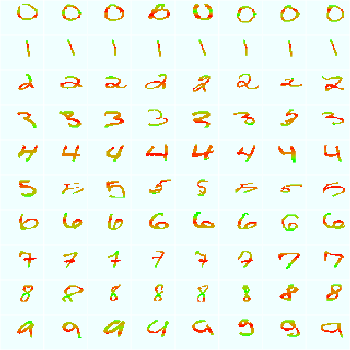 0 0 0 0 0 0 0 0
1 1 1 1 1 1 1 1
2 2 2 2 2 2 2 2
3 3 3 3 3 3 3 3
4 4 4 4 4 4 4 4
5 5 5 5 5 5 5 5
6 6 6 6 6 6 6 6
7 7 7 7 7 7 7 7
8 8 8 8 8 8 8 8
9 9 9 9 9 9 9 9